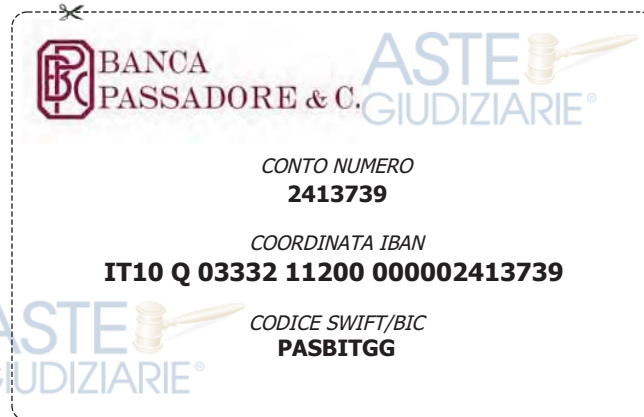 BANCA
PASSADORE & C.
ASTE
GIUDIZIARIE®
CONTO NUMERO
2413739
COORDINATA IBAN
IT10 Q 03332 11200 000002413739
CODICE SWIFT/BIC
PASBITGG
ASTE
GIUDIZIARIE®